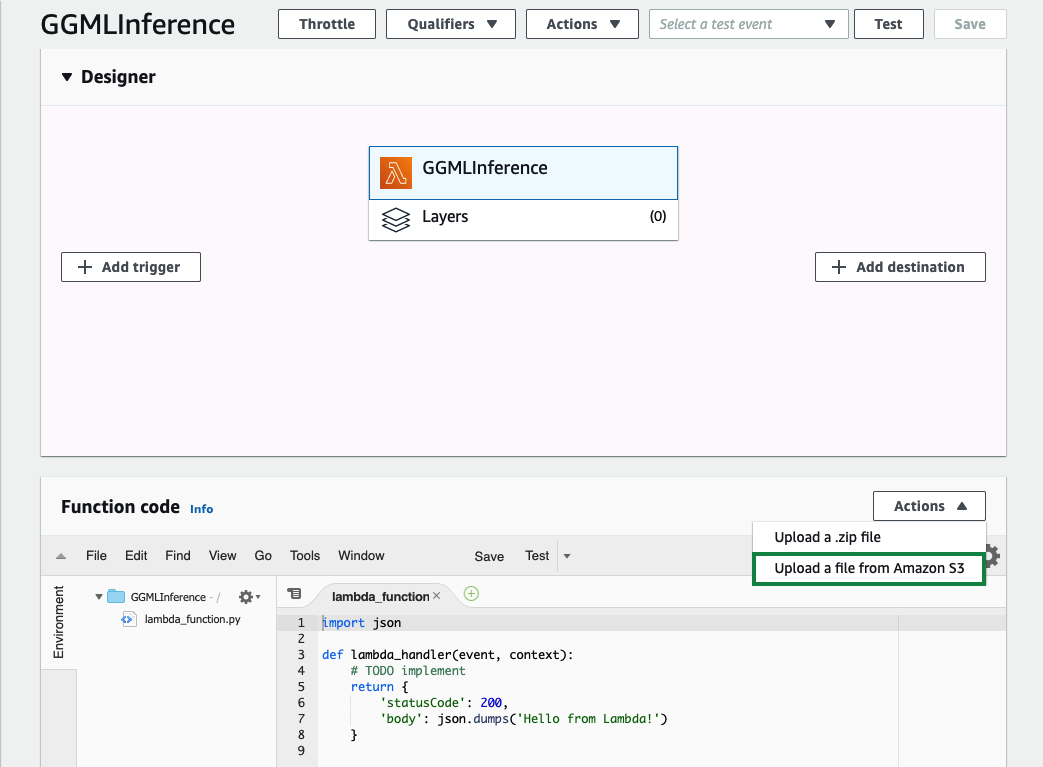 GGMLInference
Throttle
Qualifiers
Actions
Select a test event
Test
Save
Designer
GGMLInference
Layers
(0)
+ Add trigger
+ Add destination
Function code Info
Actions
Upload a .zip file
Upload a file from Amazon S3
File Edit Find View Go Tools Window Save Test
Environment
GGMLInference - /
lambda_function.py
lambda_function ×
1 import json
2
3 def lambda_handler(event, context):
4     # TODO implement
5     return {
6         'statusCode': 200,
7         'body': json.dumps('Hello from Lambda!')
8     }
9